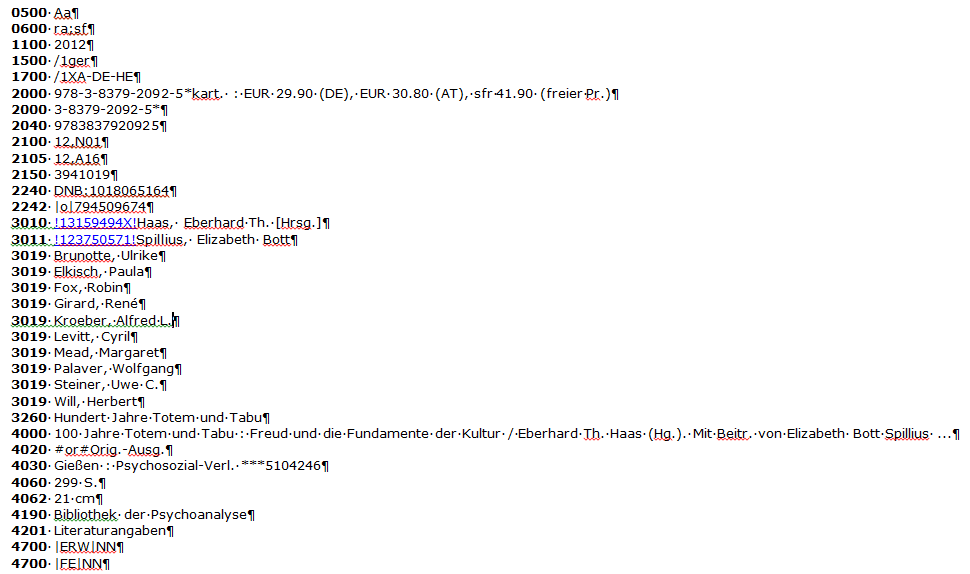 0500 Aa¶
0600 ra;sf¶
1100 2012¶
1500 /1ger¶
1700 /1XA-DE-HE¶
2000 978-3-8379-2092-5*kart. : EUR 29.90 (DE), EUR 30.80 (AT), sfr 41.90 (freier Pr.)¶
2000 3-8379-2092-5*¶
2040 9783837920925¶
2100 12,N01¶
2105 12,A16¶
2150 3941019¶
2240 DNB:1018065164¶
2242 |o|794509674¶
3010 !13159494X!Haas, Eberhard Th. [Hrsg.]¶
3011 !123750571!Spillius, Elizabeth Bott¶
3019 Brunotte, Ulrike¶
3019 Elkisch, Paula¶
3019 Fox, Robin¶
3019 Girard, René¶
3019 Kroeber, Alfred L.¶
3019 Levitt, Cyril¶
3019 Mead, Margaret¶
3019 Palaver, Wolfgang¶
3019 Steiner, Uwe C.¶
3019 Will, Herbert¶
3260 Hundert Jahre Totem und Tabu¶
4000 100 Jahre Totem und Tabu : Freud und die Fundamente der Kultur / Eberhard Th. Haas (Hg.). Mit Beitr. von Elizabeth Bott Spillius ...¶
4020 #or#Orig.-Ausg.¶
4030 Gießen : Psychosozial-Verl. ***5104246¶
4060 299 S.¶
4062 21 cm¶
4190 Bibliothek der Psychoanalyse¶
4201 Literaturangaben¶
4700 |ERW|NN¶
4700 |FE|NN¶